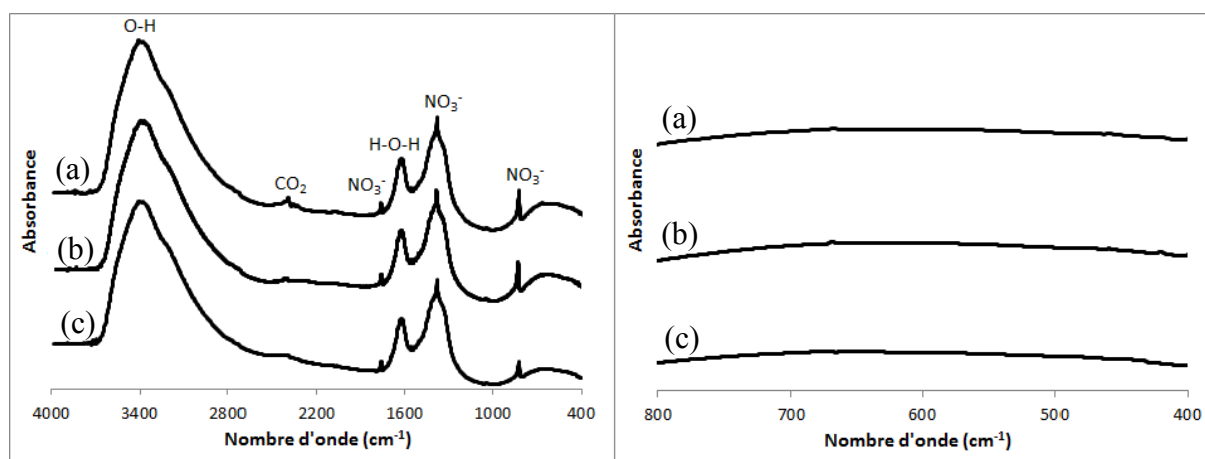 O-H
NO₃⁻
H-O-H
(a)
CO₂
NO₃⁻
NO₃⁻
(b)
(c)
Absorbance
4000 3400 2800 2200 1600 1000 400
Nombre d'onde (cm⁻¹)
(a)
(b)
(c)
Absorbance
800 700 600 500 400
Nombre d'onde (cm⁻¹)